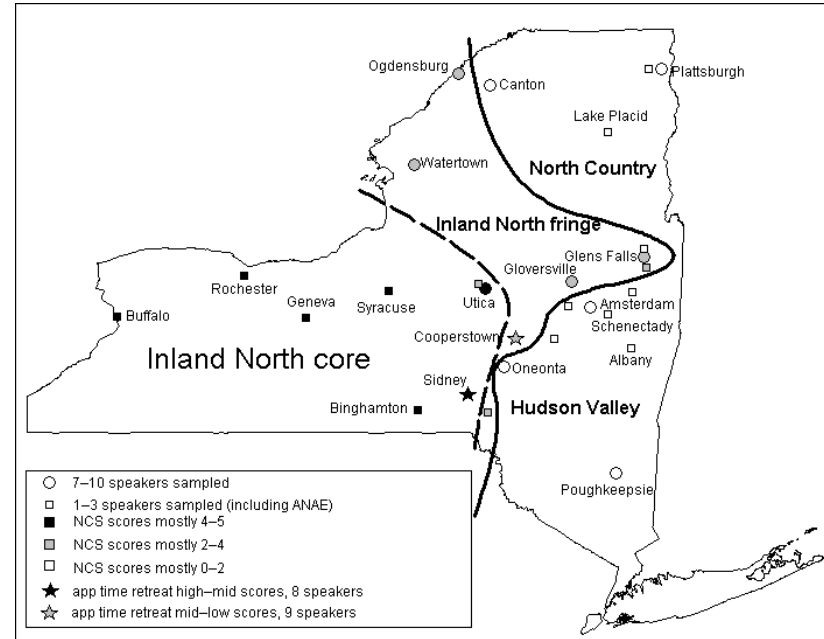 Ogdensburg
Canton
Plattsburgh
Lake Placid
North Country
Watertown
Inland North fringe
Glens Falls
Gloversville
Rochester
Utica
Syracuse
Geneva
Buffalo
Amsterdam
Schenectady
Cooperstown
Albany
Inland North core
Oneonta
Sidney
Hudson Valley
Binghamton
Poughkeepsie
7–10 speakers sampled
1–3 speakers sampled (including ANAE)
NCS scores mostly 4–5
NCS scores mostly 2–4
NCS scores mostly 0–2
app time retreat high–mid scores, 8 speakers
app time retreat mid–low scores, 9 speakers